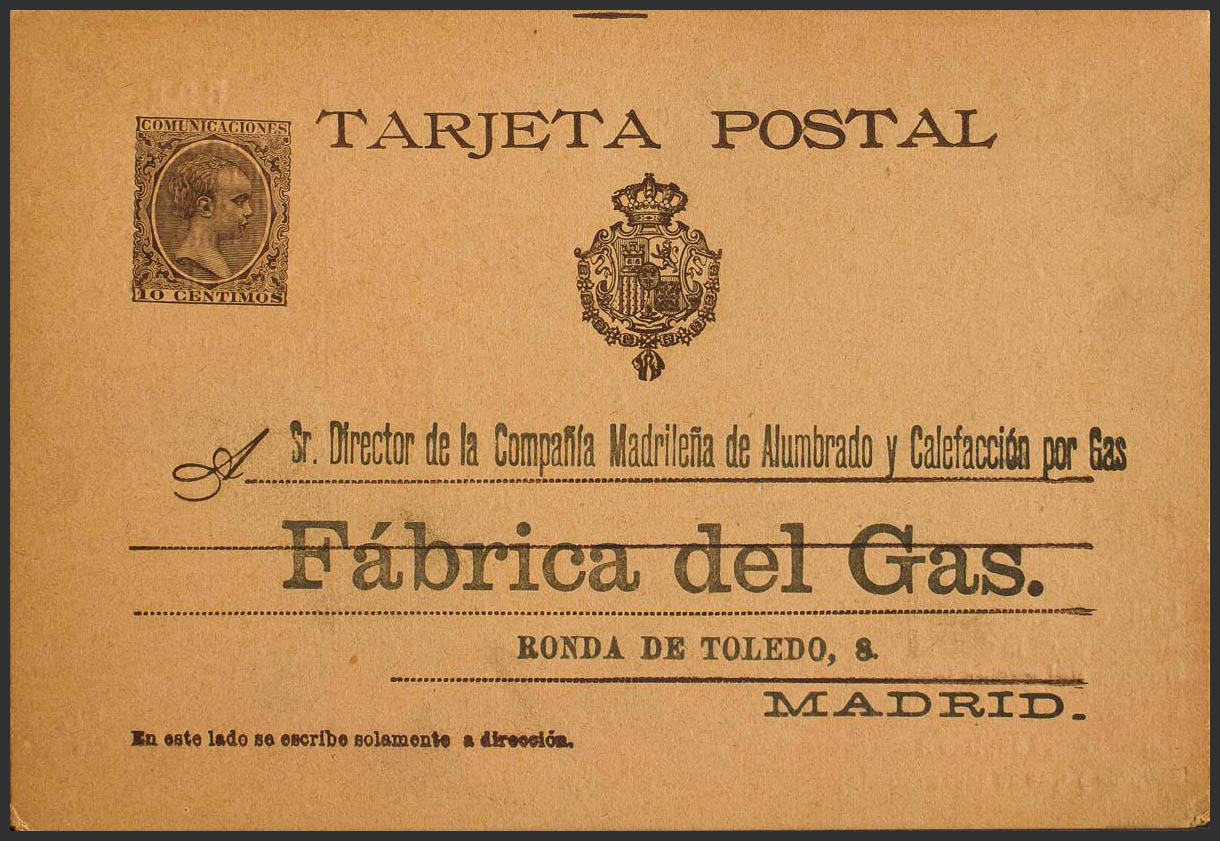 TARJETA POSTAL
COMUNICACIONES
10 CENTIMOS
A Sr. Director de la Compañía Madrileña de Alumbrado y Calefacción por Gas
Fábrica del Gas.
RONDA DE TOLEDO, 8.
MADRID.
En este lado se escribe solamente a dirección.